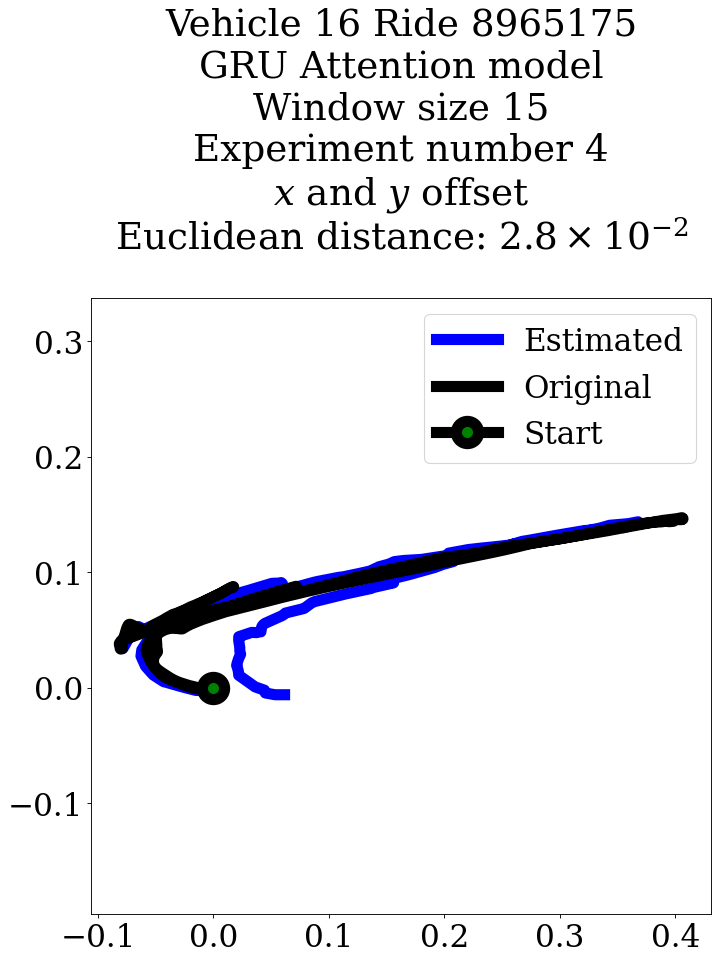 Vehicle 16 Ride 8965175
GRU Attention model
Window size 15
Experiment number 4
x and y offset
Euclidean distance: 2.8 × 10⁻²
Estimated
Original
Start
0.3
0.2
0.1
0.0
−0.1
−0.1 0.0 0.1 0.2 0.3 0.4